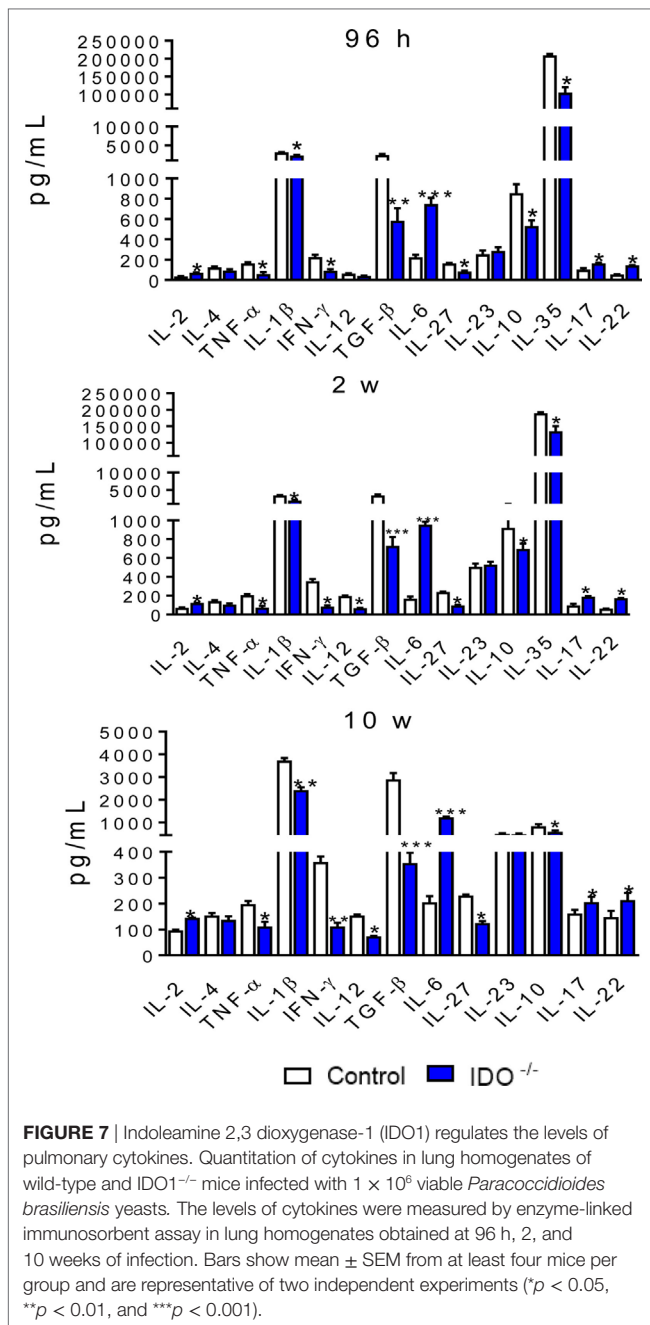 96 h
250000
200000
150000
100000
10000
5000
1000
800
600
400
200
0
pg/mL
* * ** *** * * * * * * *
IL-2 IL-4 TNF-α IL-1β IFN-γ IL-12 TGF-β IL-6 IL-27 IL-23 IL-10 IL-35 IL-17 IL-22
2 w
250000
200000
150000
100000
10000
5000
1000
800
600
400
200
0
pg/mL
* * * * * *** *** * * * * *
IL-2 IL-4 TNF-α IL-1β IFN-γ IL-12 TGF-β IL-6 IL-27 IL-23 IL-10 IL-35 IL-17 IL-22
10 w
5000
4000
3000
2000
1000
400
300
200
100
0
pg/mL
* * ** ** * *** *** * * * *
IL-2 IL-4 TNF-α IL-1β IFN-γ IL-12 TGF-β IL-6 IL-27 IL-23 IL-10 IL-17 IL-22
Control IDO -/-
FIGURE 7 | Indoleamine 2,3 dioxygenase-1 (IDO1) regulates the levels of
pulmonary cytokines. Quantitation of cytokines in lung homogenates of
wild-type and IDO1−/− mice infected with 1 × 10⁶ viable Paracoccidioides
brasiliensis yeasts. The levels of cytokines were measured by enzyme-linked
immunosorbent assay in lung homogenates obtained at 96 h, 2, and
10 weeks of infection. Bars show mean ± SEM from at least four mice per
group and are representative of two independent experiments (*p < 0.05,
**p < 0.01, and ***p < 0.001).